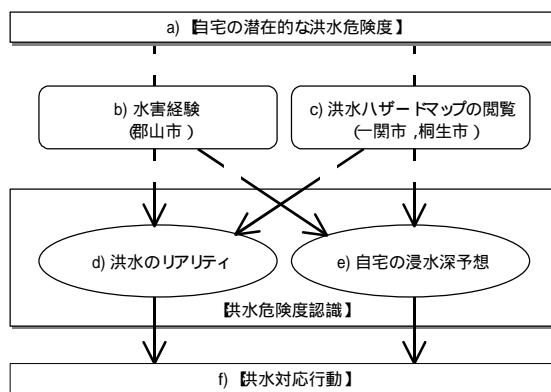 a) 【自宅の潜在的な洪水危険度】
b) 水害経験
(郡山市)
c) 洪水ハザードマップの閲覧
(一関市,桐生市)
d) 洪水のリアリティ
e) 自宅の浸水深予想
【洪水危険度認識】
f) 【洪水対応行動】